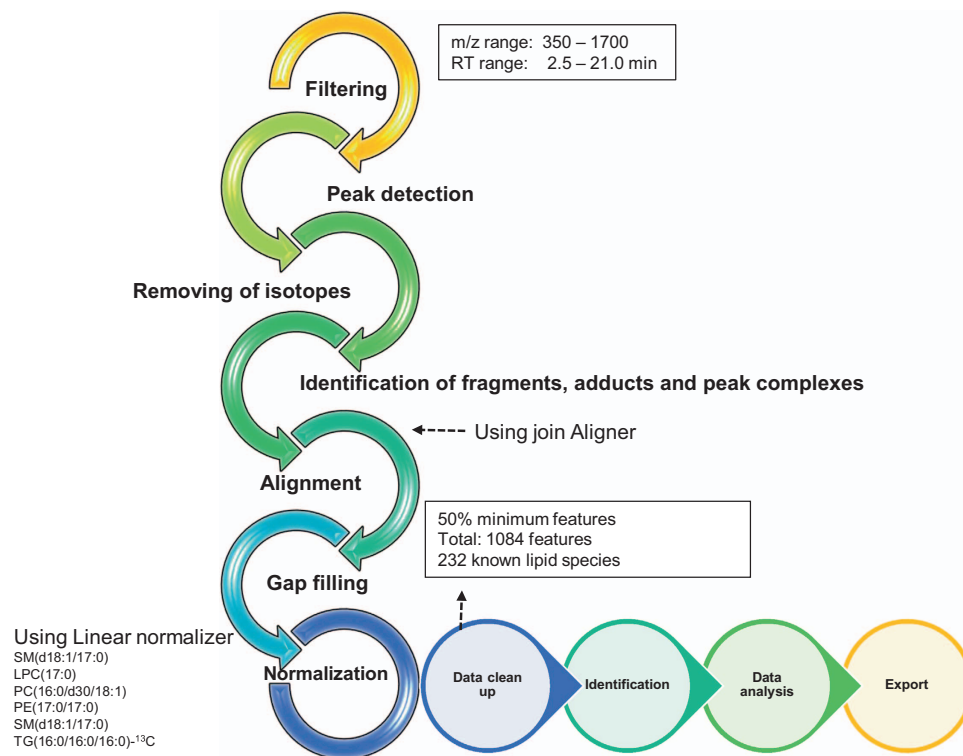 m/z range: 350 – 1700
RT range: 2.5 – 21.0 min
Filtering
Peak detection
Removing of isotopes
Identification of fragments, adducts and peak complexes
Using join Aligner
Alignment
50% minimum features
Total: 1084 features
232 known lipid species
Gap filling
Using Linear normalizer
SM(d18:1/17:0)
LPC(17:0)
PC(16:0/d30/18:1)
PE(17:0/17:0)
SM(d18:1/17:0)
TG(16:0/16:0/16:0)-¹³C
Normalization
Data clean
up
Identification
Data
analysis
Export